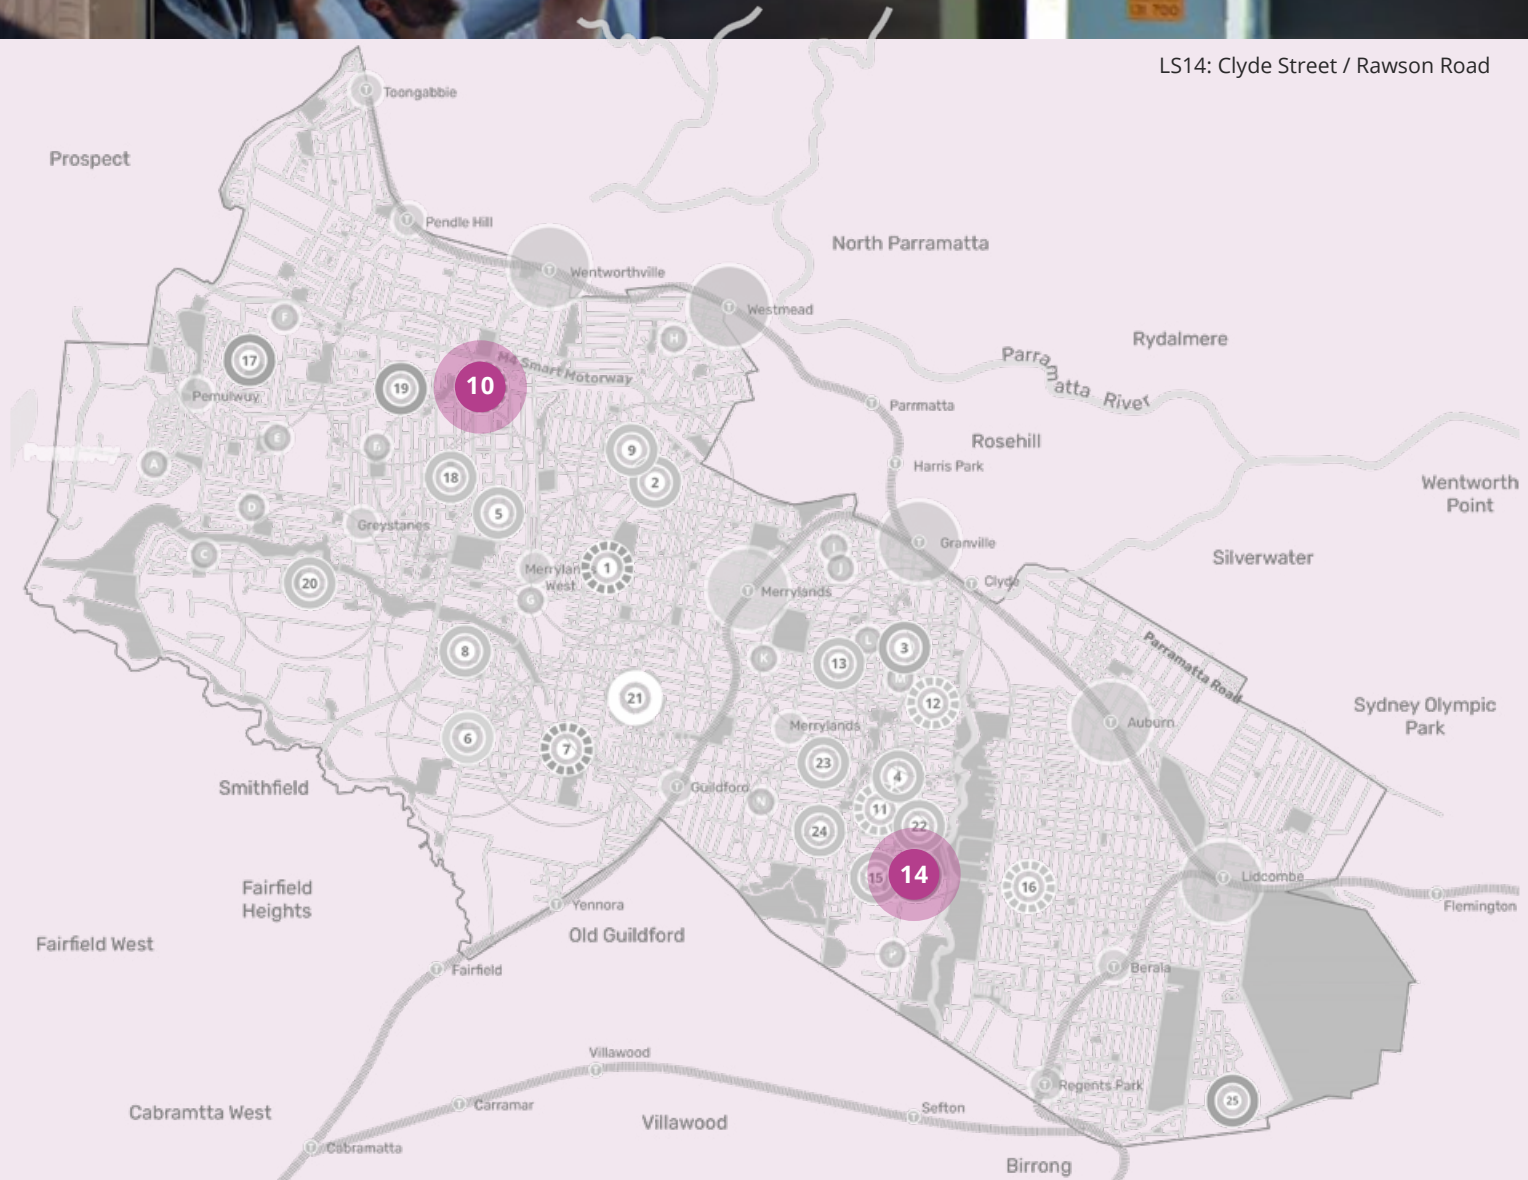 131 700
LS14: Clyde Street / Rawson Road
Toongabbie
Prospect
Pendle Hill
North Parramatta
Wentworthville
Westmead
F
H
Rydalmere
17
M4 Smart Motorway
Parramatta River
19
10
Pemulwuy
Parrmatta
Rosehill
E
9
A
18
2
Harris Park
Wentworth
Point
D
5
Greystanes
Granville
Silverwater
C
I
J
20
Merrylan
West
1
Merrylands
Clyde
G
8
K
13
L
3
M
Parramatta Road
21
12
Sydney Olympic
Park
6
7
Merrylands
Auburn
23
4
Smithfield
Guildford
N
11
24
22
15
14
16
Lidcombe
Fairfield
Heights
Flemington
Yennora
Old Guildford
Fairfield West
P
Fairfield
Berala
Villawood
Regents Park
25
Carramar
Sefton
Cabramtta West
Villawood
Cabramatta
Birrong